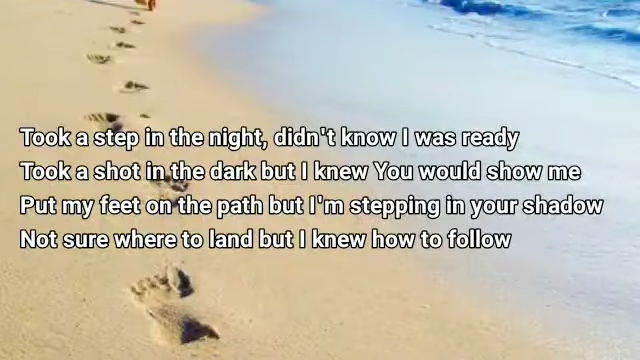 Took a step in the night, didn't know I was ready
Took a shot in the dark but I knew You would show me
Put my feet on the path but I'm stepping in your shadow
Not sure where to land but I knew how to follow